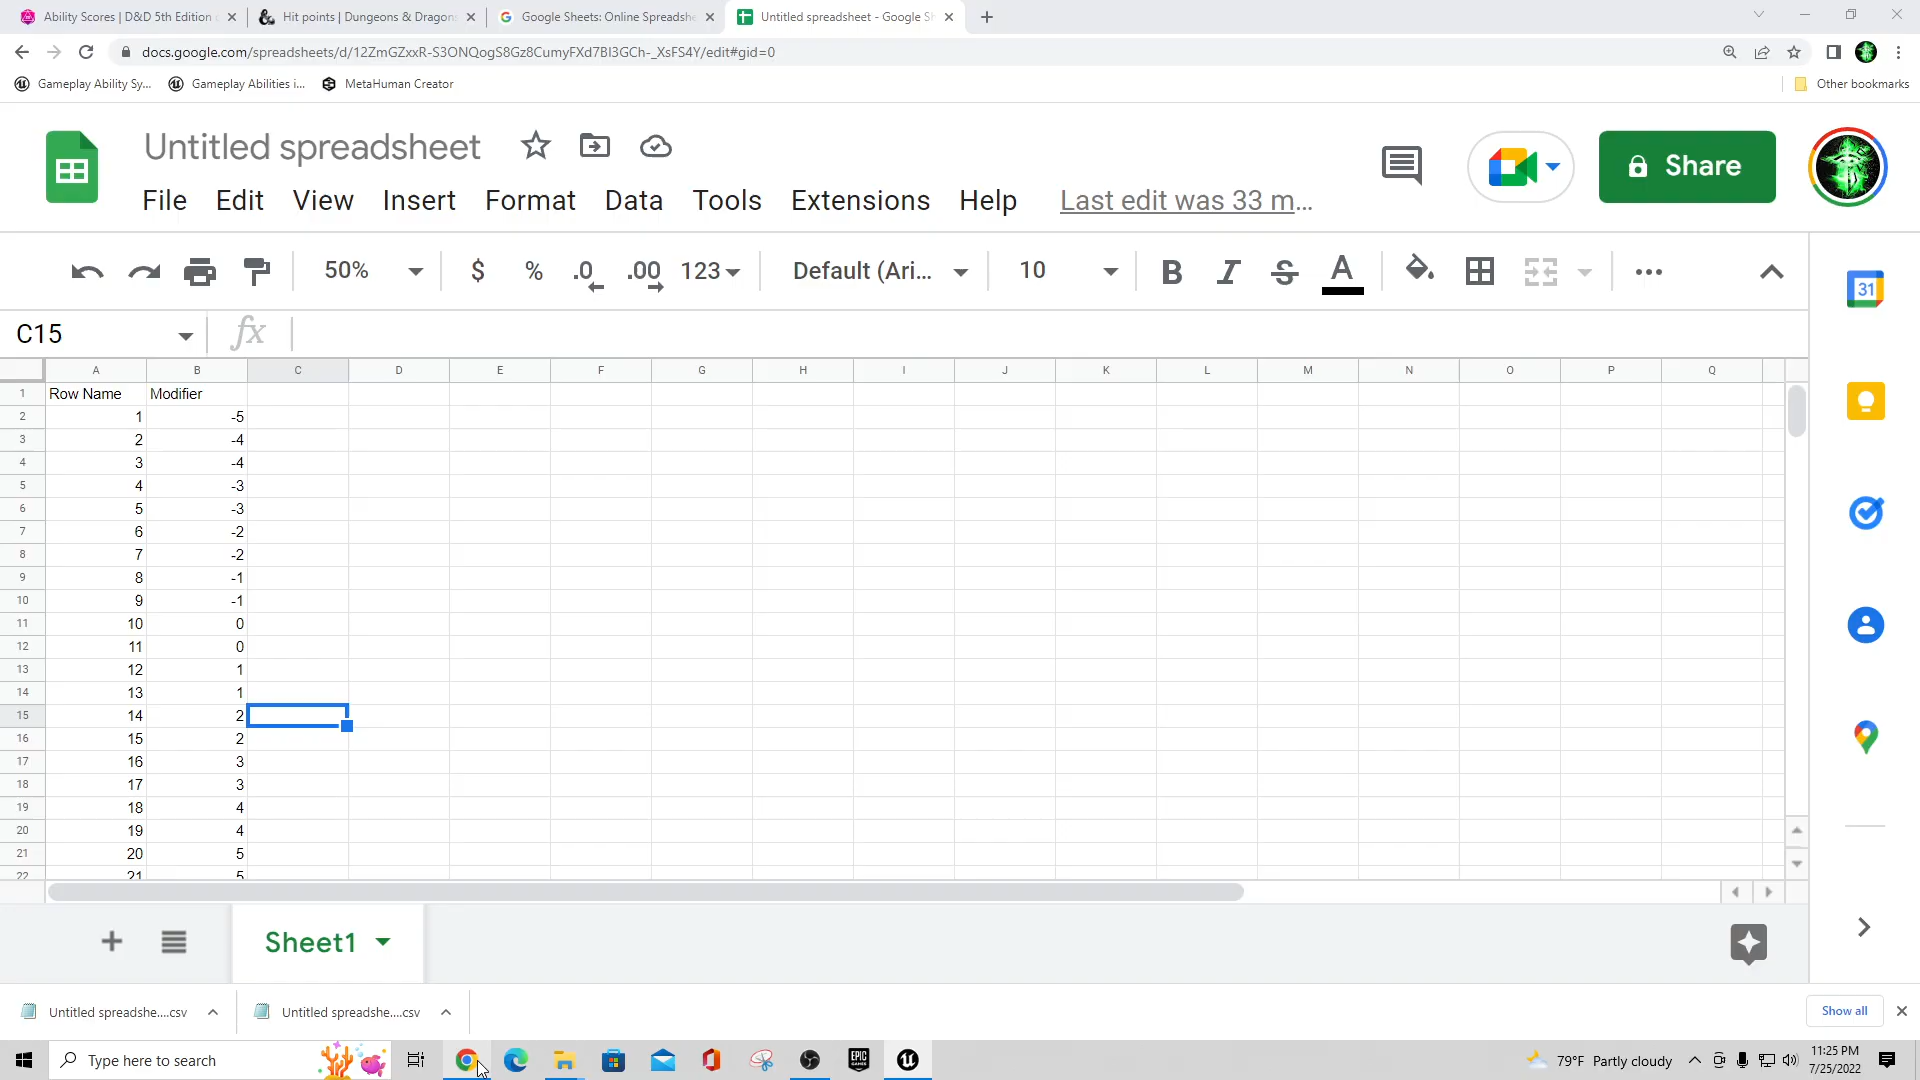 Ability Scores | D&D 5th Edition
Hit points | Dungeons & Dragons
Google Sheets: Online Spreadshe
Untitled spreadsheet - Google Sh
docs.google.com/spreadsheets/d/12ZmGZxxR-S3ONQogS8Gz8CumyFXd7BI3GCh-_XsFS4Y/edit#gid=0
Gameplay Ability Sy...
Gameplay Abilities i...
MetaHuman Creator
Other bookmarks
Untitled spreadsheet
Share
File Edit View Insert Format Data Tools Extensions Help Last edit was 33 m...
50% $ % .0 .00 123 Default (Ari... 10 B I S A
31
C15 fx
A B C D E F G H I J K L M N O P Q
1 Row Name Modifier
2 1 -5
3 2 -4
4 3 -4
5 4 -3
6 5 -3
7 6 -2
8 7 -2
9 8 -1
10 9 -1
11 10 0
12 11 0
13 12 1
14 13 1
15 14 2
16 15 2
17 16 3
18 17 3
19 18 4
20 19 4
21 20 5
22 21 5
Sheet1
Untitled spreadshe....csv
Untitled spreadshe....csv
Show all
Type here to search
EPIC GAMES
79°F Partly cloudy
11:25 PM
7/25/2022